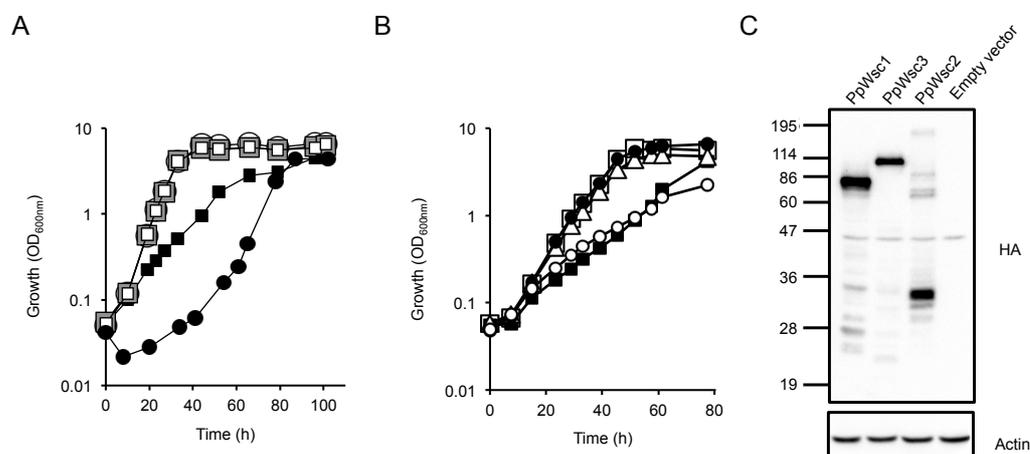 A
B
C
10
1
0.1
0.01
0
20
40
60
80
100
Growth (OD600nm)
Time (h)
10
1
0.1
0.01
0
20
40
60
80
Growth (OD600nm)
Time (h)
PpWsc1
PpWsc3
PpWsc2
Empty vector
195
114
86
60
47
36
28
19
HA
Actin